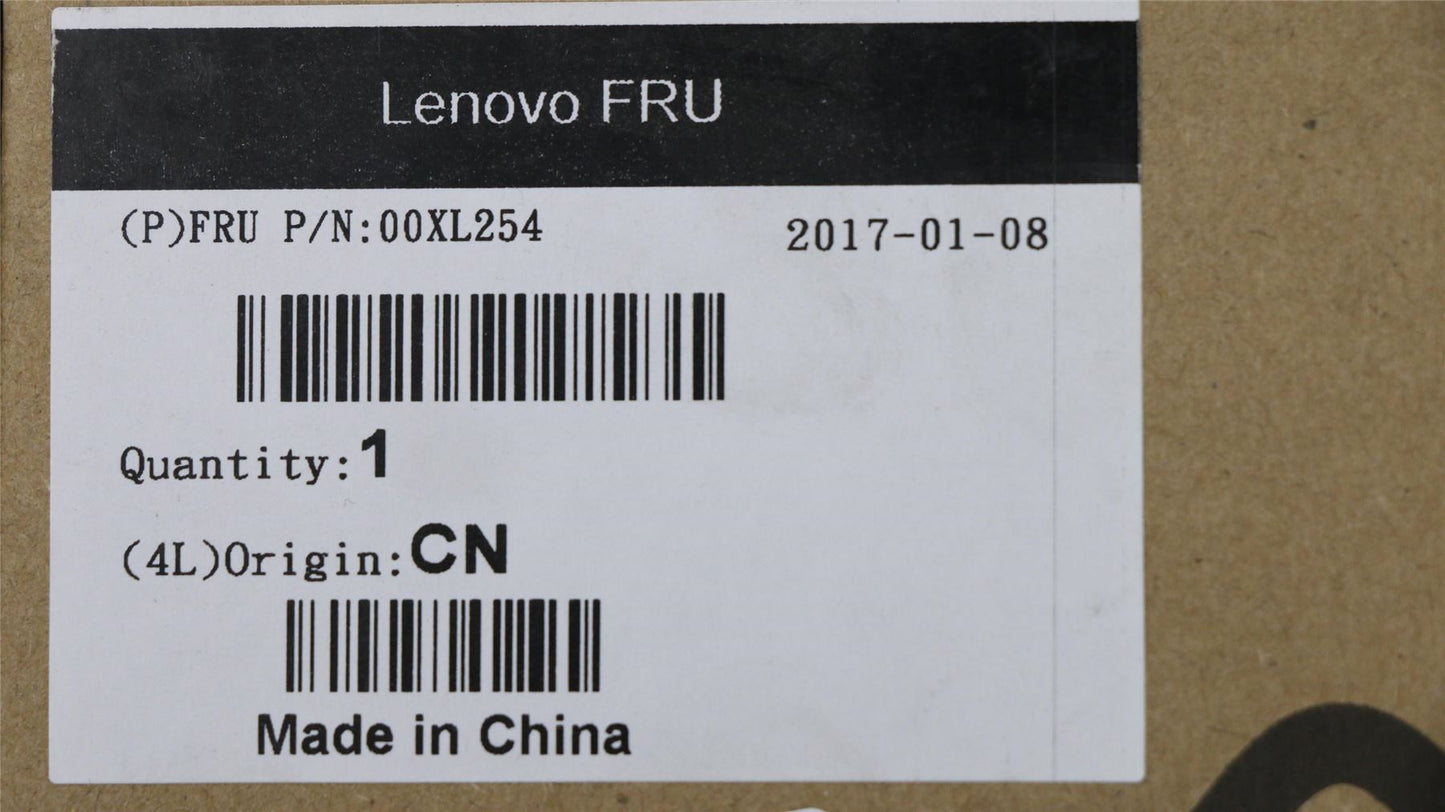 Lenovo FRU
(P)FRU P/N:00XL254 2017-01-08
Quantity:1
(4L)Origin:CN
Made in China